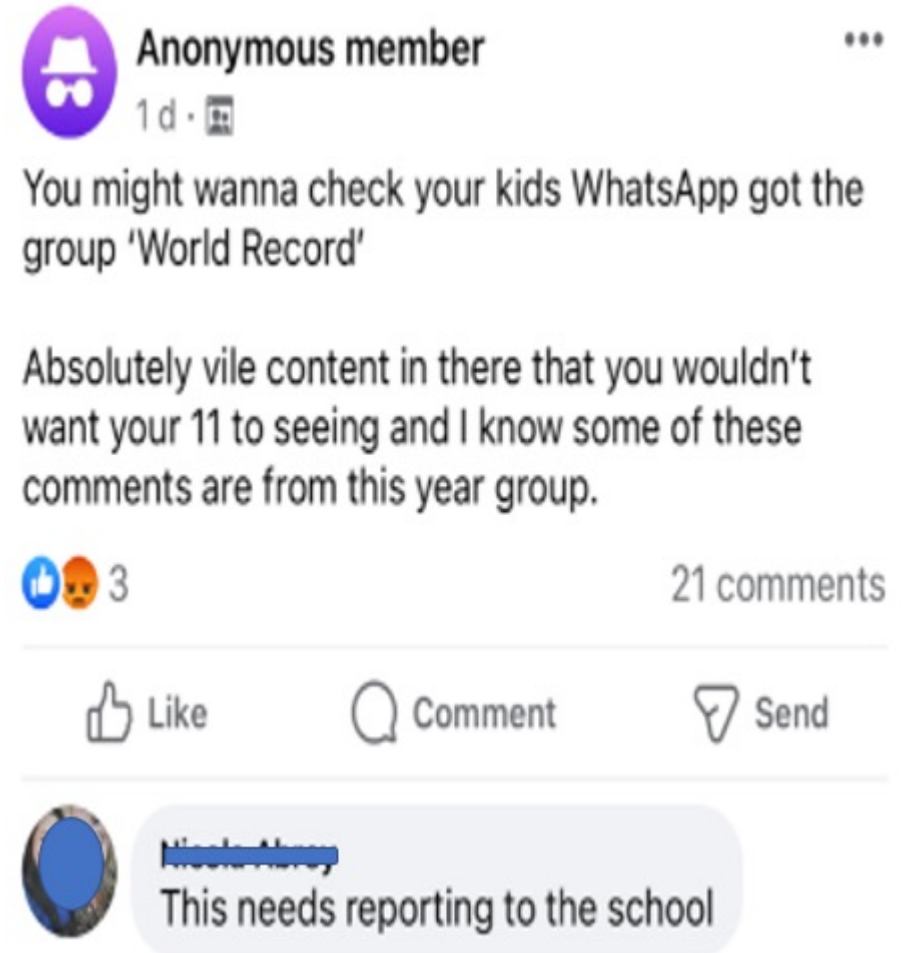 Anonymous member
1 d ·
You might wanna check your kids WhatsApp got the
group ‘World Record’
Absolutely vile content in there that you wouldn’t
want your 11 to seeing and I know some of these
comments are from this year group.
3
21 comments
Like
Comment
Send
This needs reporting to the school